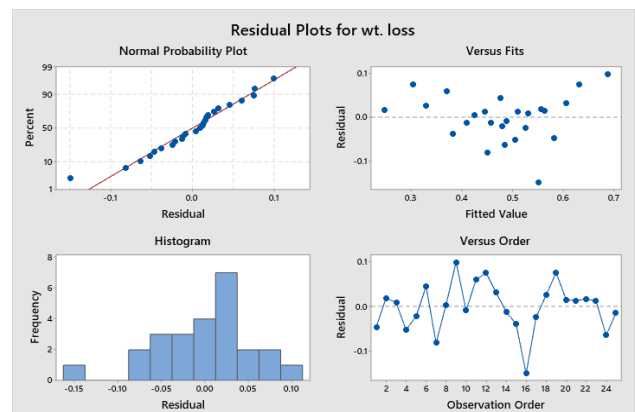 Residual Plots for wt. loss
Normal Probability Plot
99
90
50
10
1
Percent
-0.1 0.0 0.1
Residual
Versus Fits
0.1
0.0
-0.1
Residual
0.2 0.3 0.4 0.5 0.6 0.7
Fitted Value
Histogram
8
6
4
2
0
Frequency
-0.15 -0.10 -0.05 0.00 0.05 0.10
Residual
Versus Order
0.1
0.0
-0.1
Residual
2 4 6 8 10 12 14 16 18 20 22 24
Observation Order